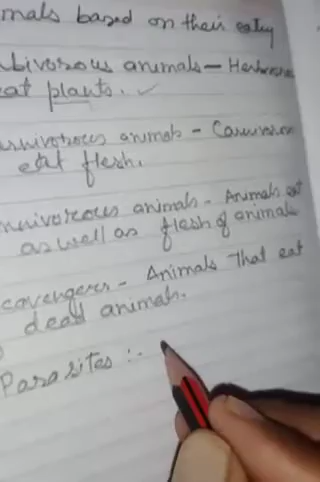 mals based on their eating
bivorous animals - Herbivores
eat plants.
rnivorous animals - Carnivores
eat flesh.
nivorous animals - Animals eat
as well as flesh of animals
cavengers - Animals that eat
dead animals.
Parasites :-